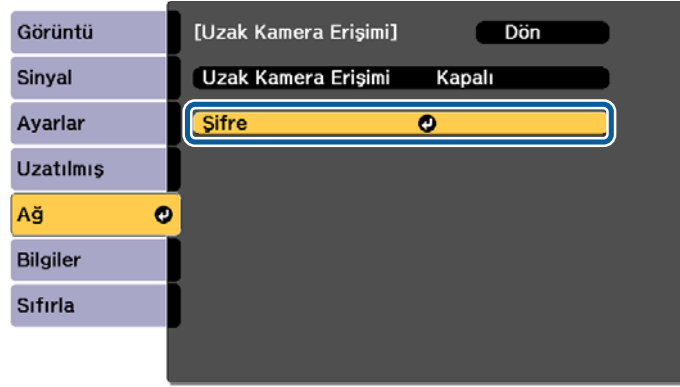 Görüntü
Sinyal
Ayarlar
Uzatılmış
Ağ
Bilgiler
Sıfırla
[Uzak Kamera Erişimi] Dön
Uzak Kamera Erişimi Kapalı
Şifre